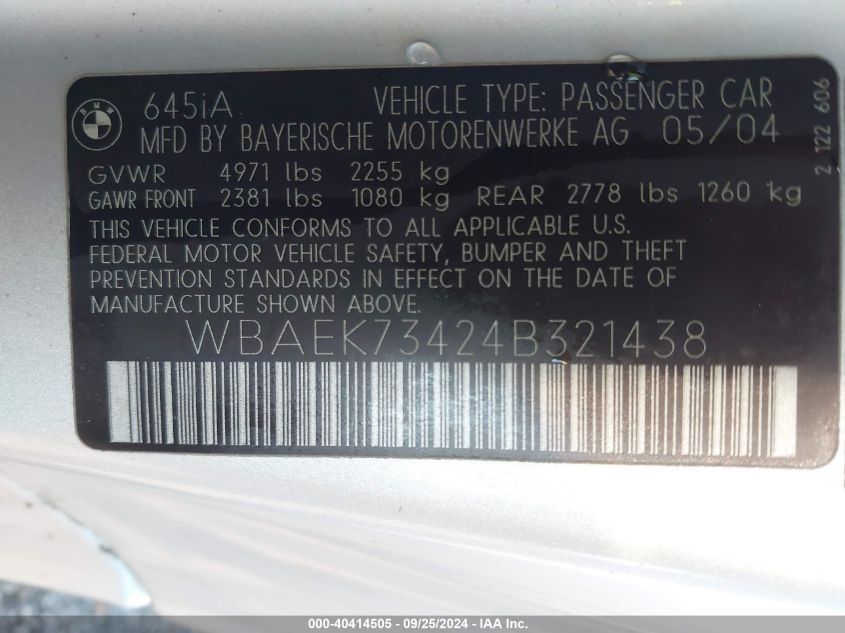 BMW
645iA VEHICLE TYPE: PASSENGER CAR
MFD BY BAYERISCHE MOTORENWERKE AG 05/04
GVWR 4971 lbs 2255 kg
GAWR FRONT 2381 lbs 1080 kg REAR 2778 lbs 1260 kg
THIS VEHICLE CONFORMS TO ALL APPLICABLE U.S.
FEDERAL MOTOR VEHICLE SAFETY, BUMPER AND THEFT
PREVENTION STANDARDS IN EFFECT ON THE DATE OF
MANUFACTURE SHOWN ABOVE.
WBAEK73424B321438
2 122 606
000-40414505 - 09/25/2024 - IAA Inc.